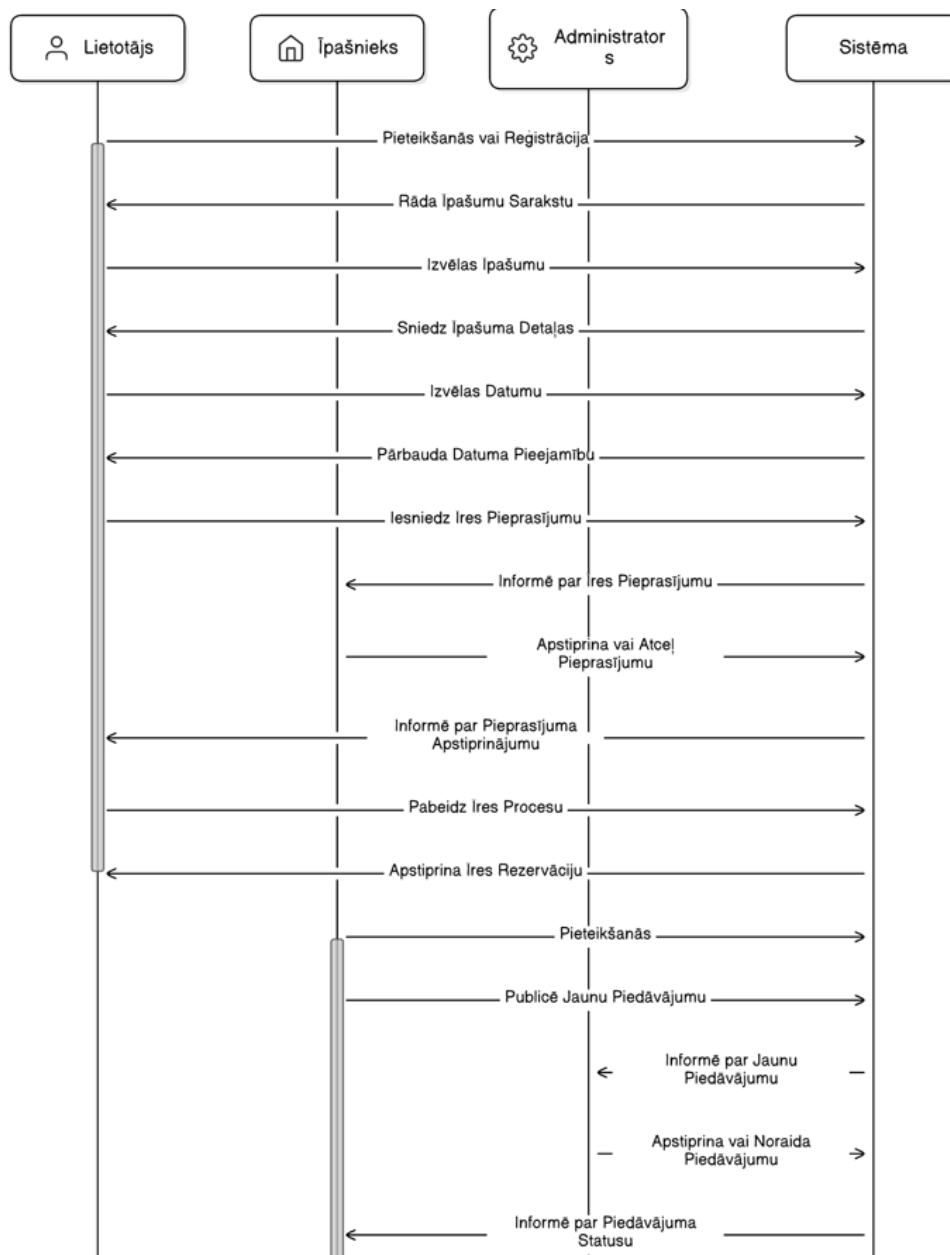 Lietotājs
Īpašnieks
Administrator
s
Sistēma
Pieteikšanās vai Reģistrācija
Rāda Īpašumu Sarakstu
Izvēlas Īpašumu
Sniedz Īpašuma Detaļas
Izvēlas Datumu
Pārbauda Datuma Pieejamību
Iesniedz Īres Pieprasījumu
Informē par Īres Pieprasījumu
Apstiprina vai Atceļ
Pieprasījumu
Informē par Pieprasījuma
Apstiprinājumu
Pabeidz Īres Procesu
Apstiprina Īres Rezervāciju
Pieteikšanās
Publicē Jaunu Piedāvājumu
Informē par Jaunu
Piedāvājumu
Apstiprina vai Noraida
Piedāvājumu
Informē par Piedāvājuma
Statusu